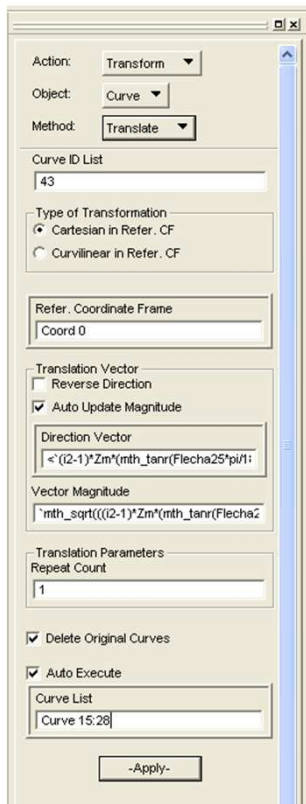 Action: Transform
Object: Curve
Method: Translate
Curve ID List
43
Type of Transformation
Cartesian in Refer. CF
Curvilinear in Refer. CF
Refer. Coordinate Frame
Coord 0
Translation Vector
Reverse Direction
Auto Update Magnitude
Direction Vector
<`(i2-1)*Zm*(mth_tanr(Flecha25*pi/18
Vector Magnitude
`mth_sqrt(((i2-1)*Zm*(mth_tanr(Flecha2
Translation Parameters
Repeat Count
1
Delete Original Curves
Auto Execute
Curve List
Curve 15:28
-Apply-